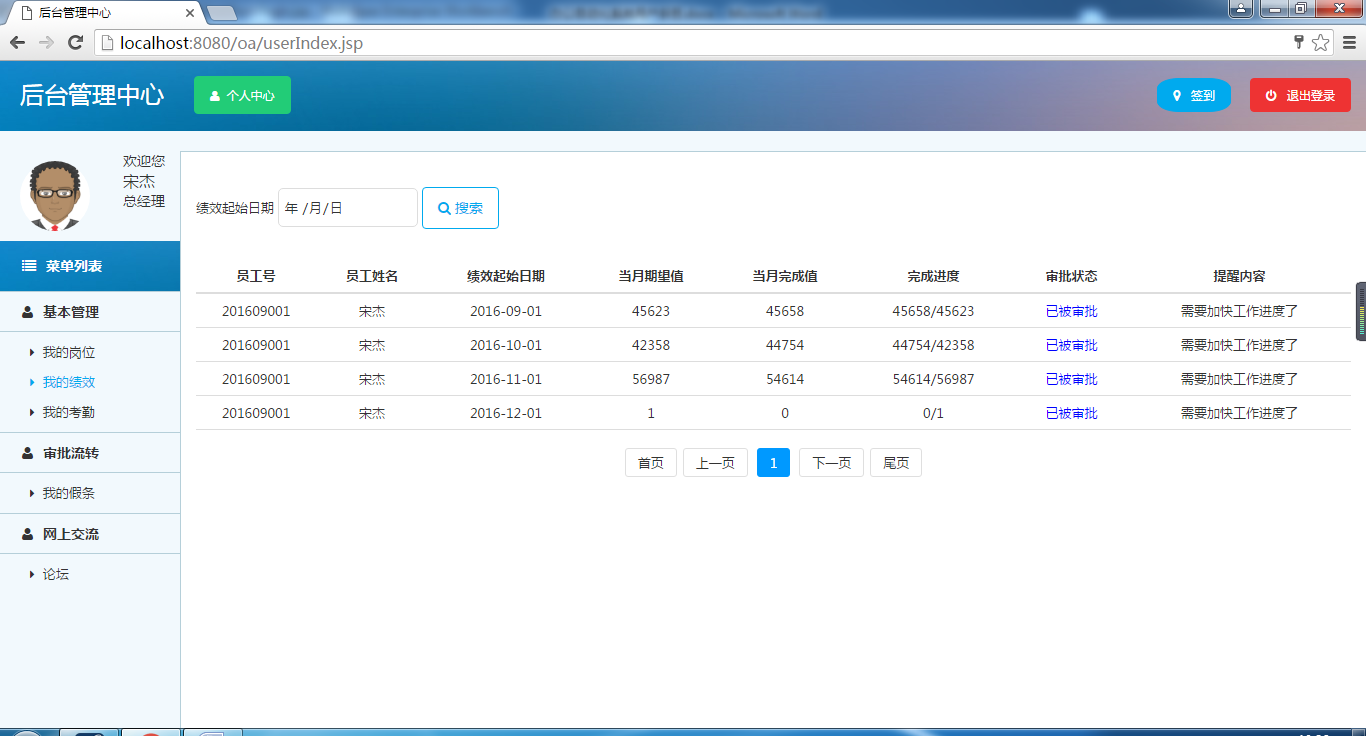 后台管理中心
localhost:8080/oa/userIndex.jsp
后台管理中心
个人中心
签到
退出登录
欢迎您
宋杰
总经理
菜单列表
基本管理
我的岗位
我的绩效
我的考勤
审批流转
我的假条
网上交流
论坛
绩效起始日期 年 /月/日 搜索
员工号 员工姓名 绩效起始日期 当月期望值 当月完成值 完成进度 审批状态 提醒内容
201609001 宋杰 2016-09-01 45623 45658 45658/45623 已被审批 需要加快工作进度了
201609001 宋杰 2016-10-01 42358 44754 44754/42358 已被审批 需要加快工作进度了
201609001 宋杰 2016-11-01 56987 54614 54614/56987 已被审批 需要加快工作进度了
201609001 宋杰 2016-12-01 1 0 0/1 已被审批 需要加快工作进度了
首页 上一页 1 下一页 尾页